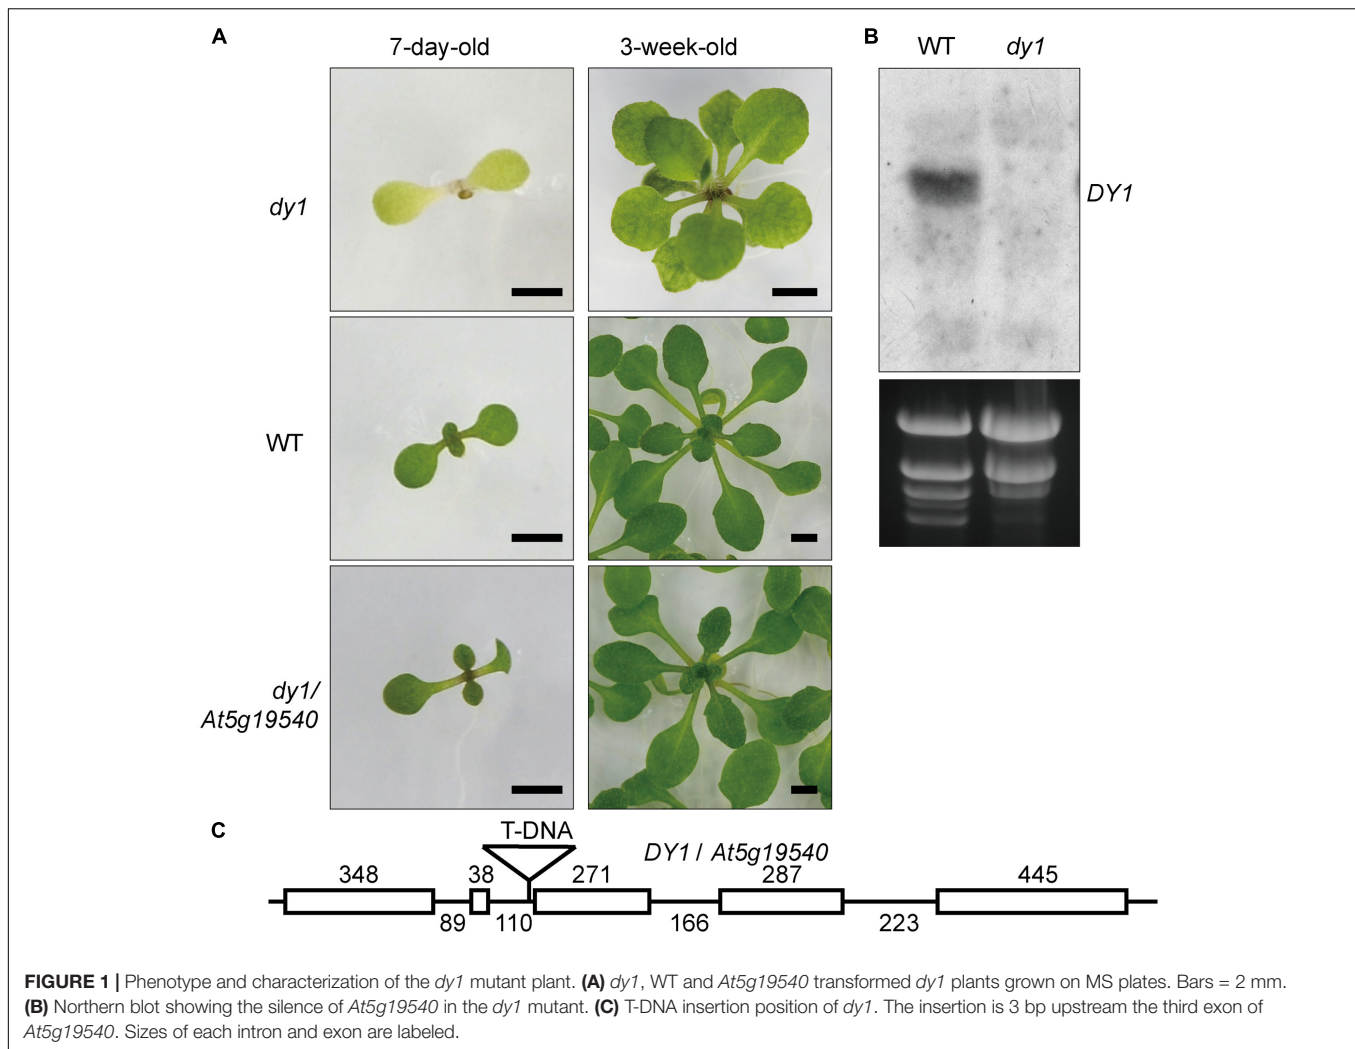 A
7-day-old
3-week-old
dy1
WT
dy1/
At5g19540
B
WT
dy1
DY1
C
T-DNA
DY1 / At5g19540
348
38
271
287
445
89
110
166
223
FIGURE 1 | Phenotype and characterization of the dy1 mutant plant. (A) dy1, WT and At5g19540 transformed dy1 plants grown on MS plates. Bars = 2 mm.
(B) Northern blot showing the silence of At5g19540 in the dy1 mutant. (C) T-DNA insertion position of dy1. The insertion is 3 bp upstream the third exon of
At5g19540. Sizes of each intron and exon are labeled.